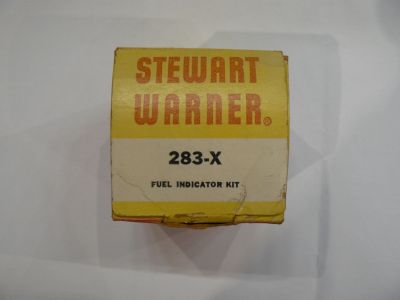 STEWART
WARNER®
283-X
FUEL INDICATOR KIT